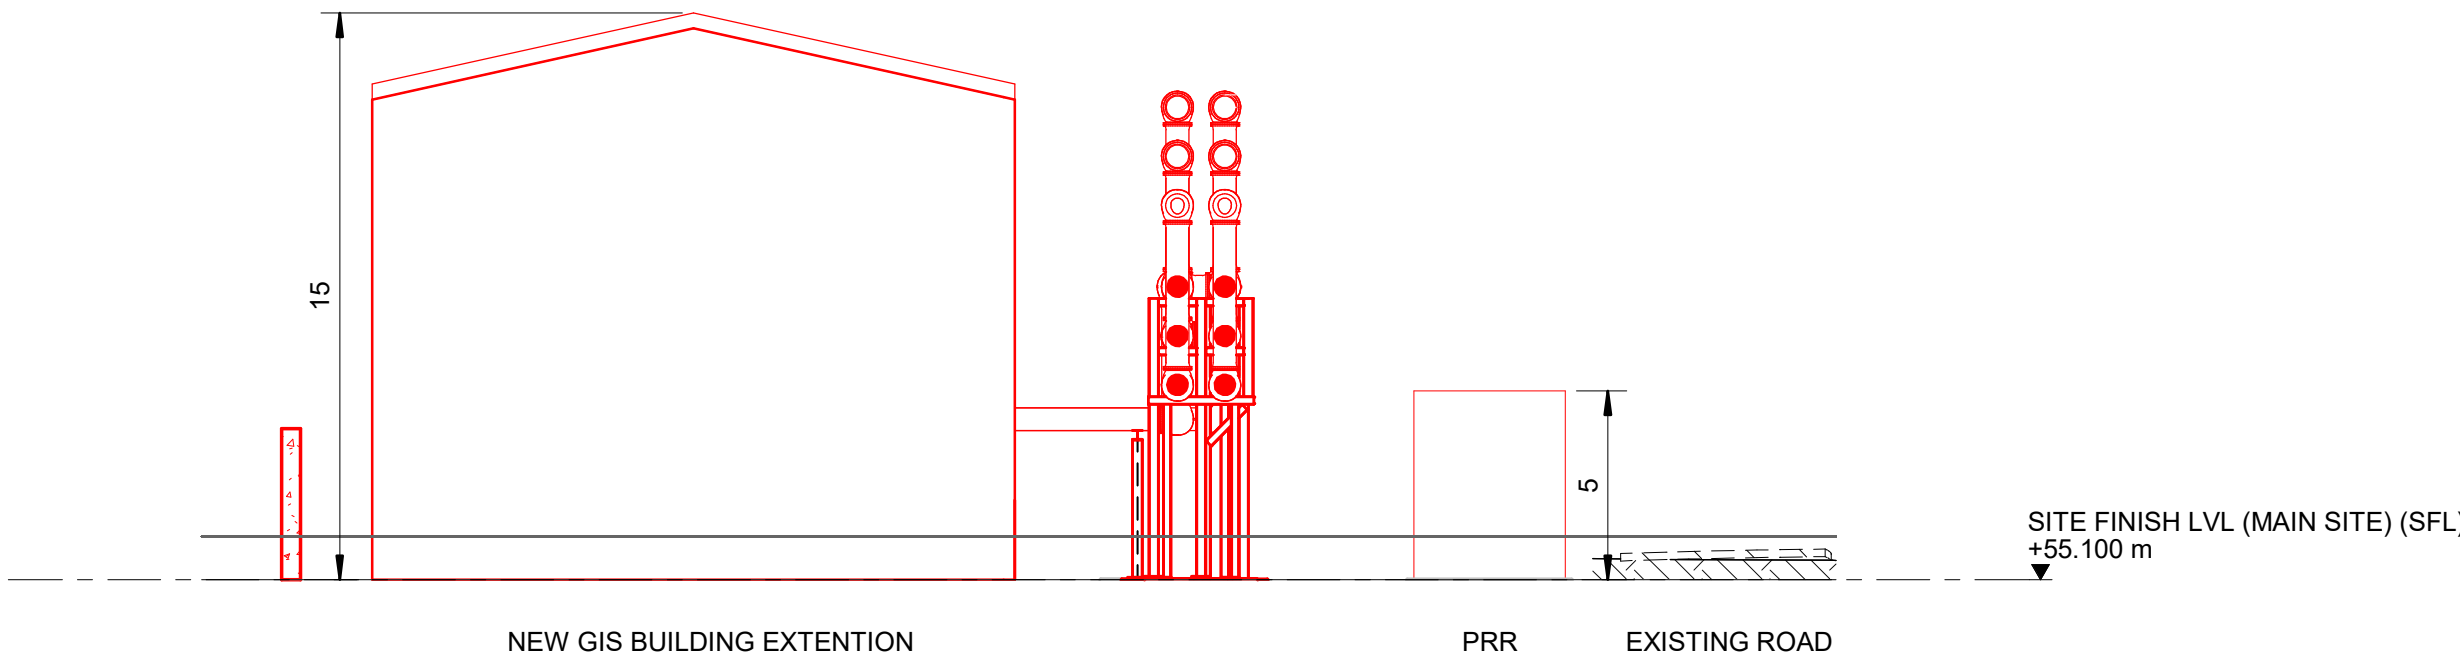 15
5
SITE FINISH LVL (MAIN SITE) (SFL)
+55.100 m
NEW GIS BUILDING EXTENTION
PRR
EXISTING ROAD